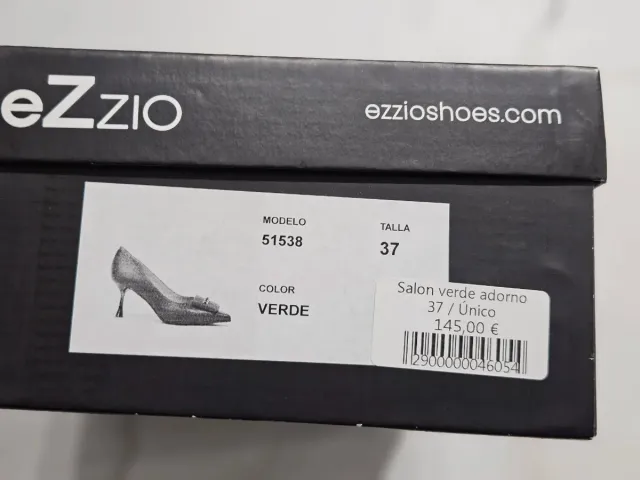 eZzio
ezzioshoes.com
MODELO
51538
TALLA
37
COLOR
VERDE
Salon verde adorno
37 / Único
145,00 €
2900000046054